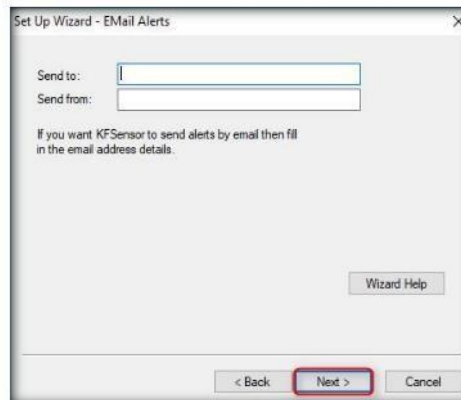 Set Up Wizard - EMail Alerts
Send to:
Send from:
If you want KFSensor to send alerts by email then fill
in the email address details.
Wizard Help
< Back
Next >
Cancel